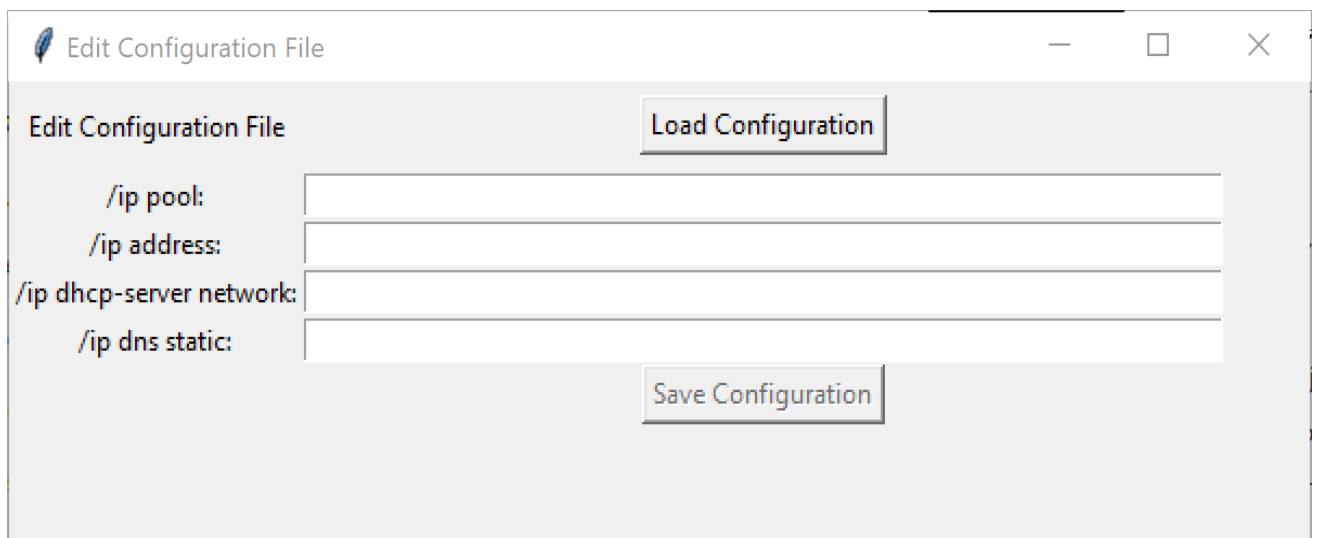 Edit Configuration File
Edit Configuration File
Load Configuration
/ip pool:
/ip address:
/ip dhcp-server network:
/ip dns static:
Save Configuration